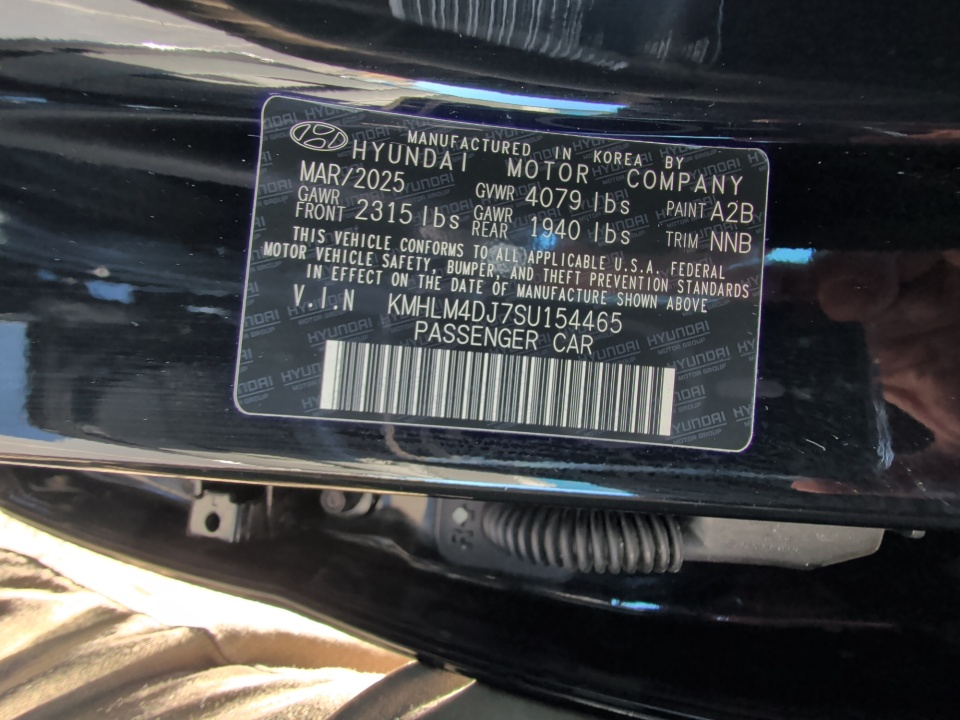 MANUFACTURED IN KOREA BY
HYUNDAI MOTOR COMPANY
MAR/2025 GVWR 4079 lbs PAINT A2B
GAWR FRONT 2315 lbs GAWR REAR 1940 lbs TRIM NNB
THIS VEHICLE CONFORMS TO ALL APPLICABLE U.S.A. FEDERAL
MOTOR VEHICLE SAFETY, BUMPER, AND THEFT PREVENTION STANDARDS
IN EFFECT ON THE DATE OF MANUFACTURE SHOWN ABOVE
V.I.N KMHLM4DJ7SU154465
PASSENGER CAR